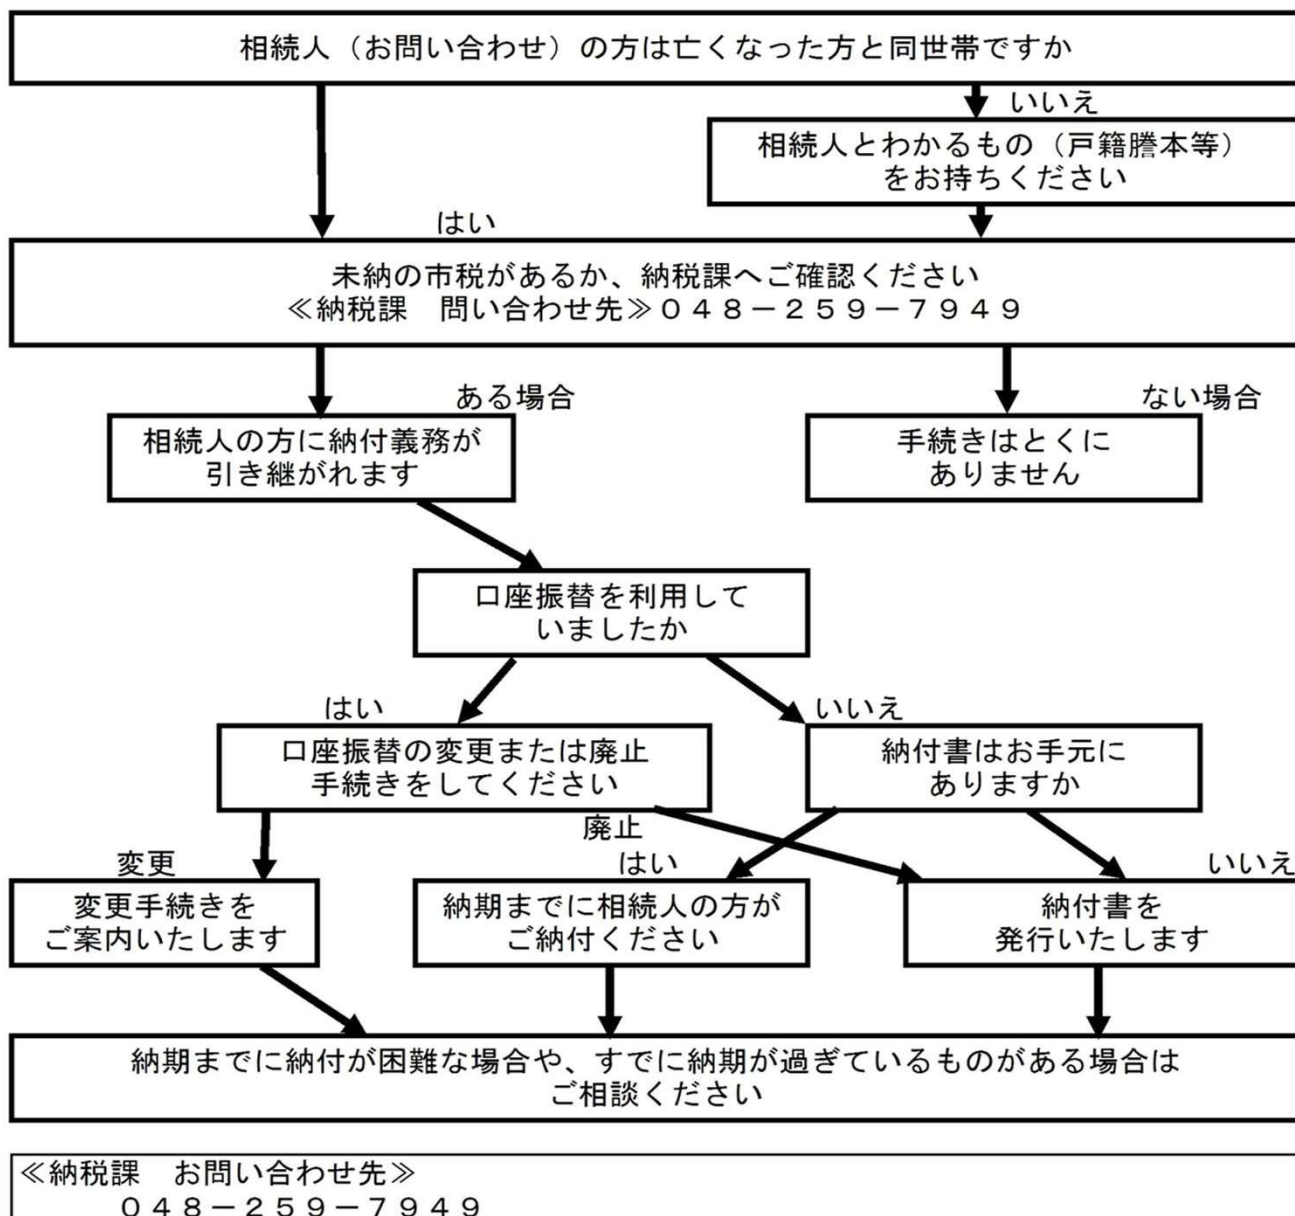 相続人（お問い合わせ）の方は亡くなった方と同世帯ですか
いいえ
相続人とわかるもの（戸籍謄本等）
をお持ちください
はい
未納の市税があるか、納税課へご確認ください
≪納税課　問い合わせ先≫０４８－２５９－７９４９
ある場合
ない場合
相続人の方に納付義務が
引き継がれます
手続きはとくに
ありません
口座振替を利用して
いましたか
はい
いいえ
口座振替の変更または廃止
手続きをしてください
納付書はお手元に
ありますか
廃止
変更
はい
いいえ
変更手続きを
ご案内いたします
納期までに相続人の方が
ご納付ください
納付書を
発行いたします
納期までに納付が困難な場合や、すでに納期が過ぎているものがある場合は
ご相談ください
≪納税課　お問い合わせ先≫
０４８－２５９－７９４９